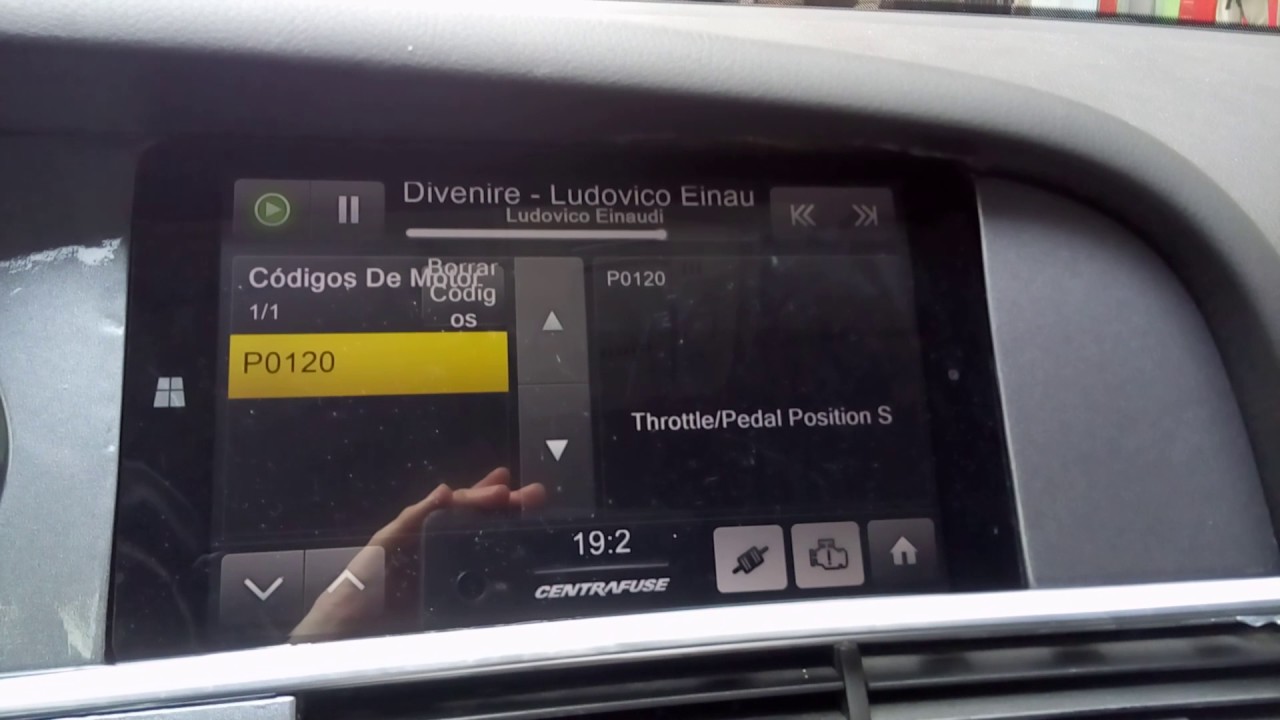 Divenire - Ludovico Einau
Ludovico Einaudi
Códigos De Motor
Borrar
Códig
os
1/1
P0120
P0120
Throttle/Pedal Position S
19:2
CENTRAFUSE